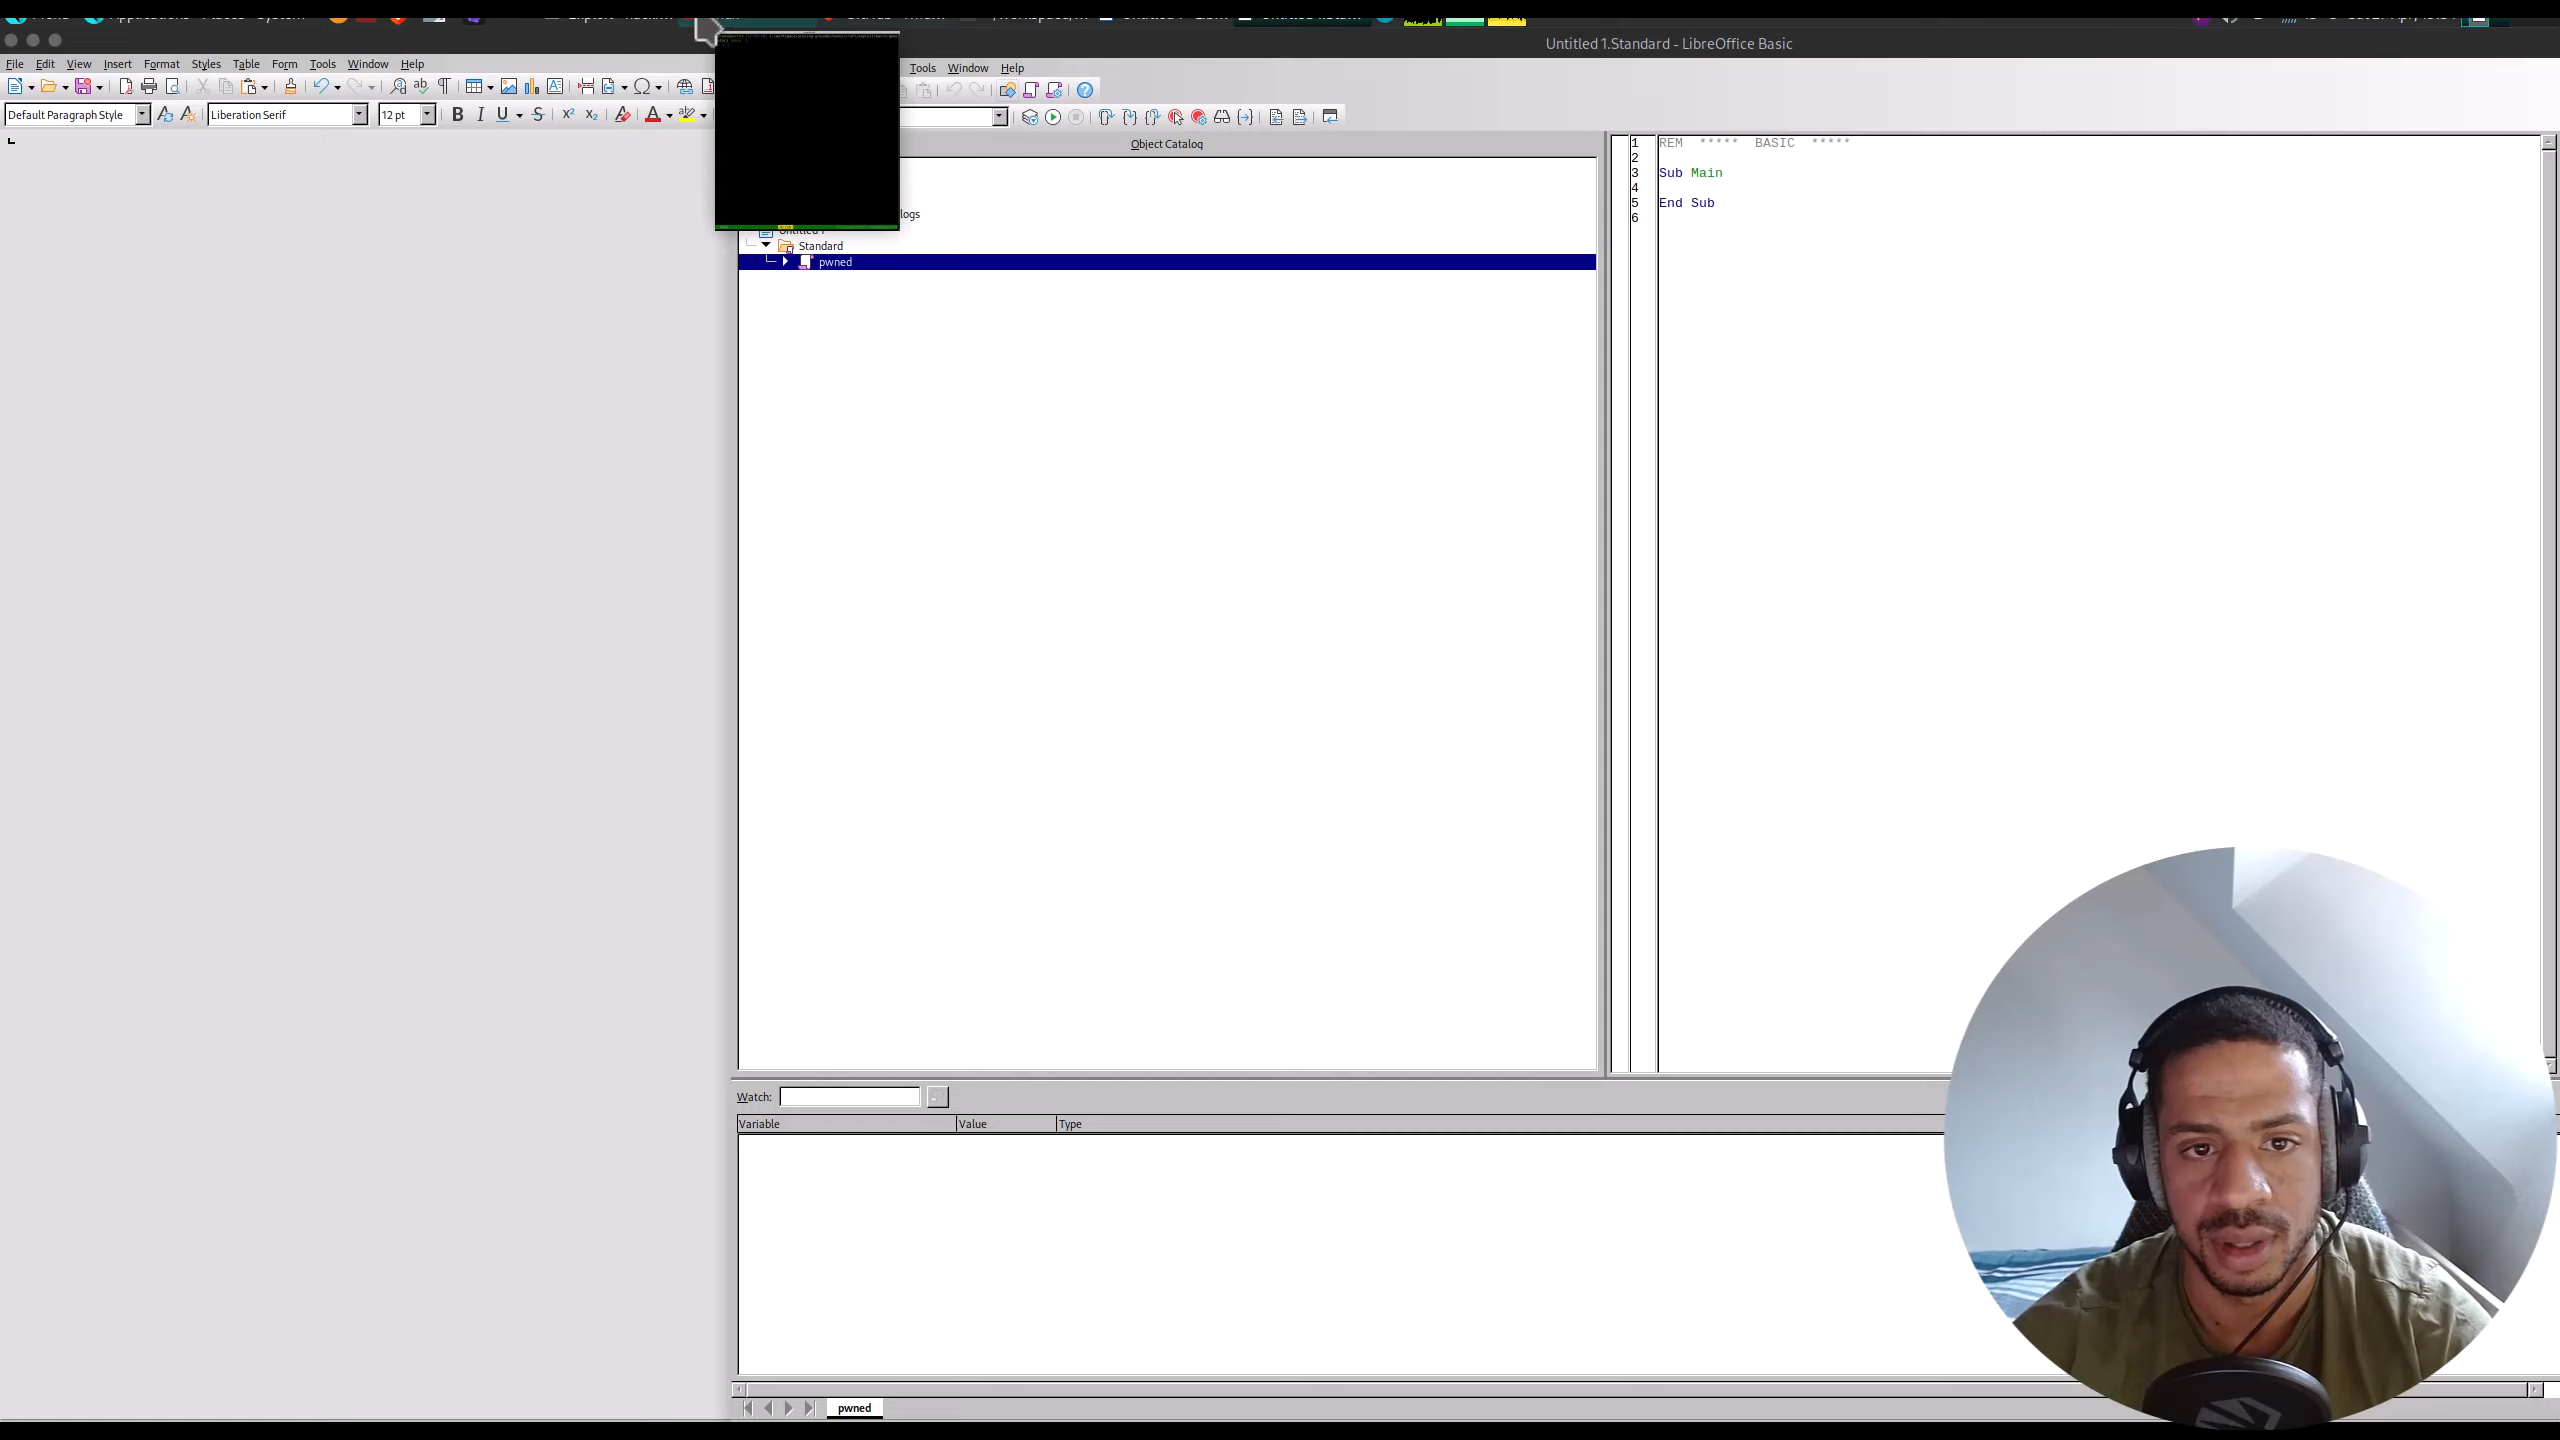 Untitled 1.Standard - LibreOffice Basic
File Edit View Insert Format Styles Table Form Tools Window Help
Tools Window Help
Default Paragraph Style
Liberation Serif
12 pt
Object Catalog
logs
Untitled 1
Standard
pwned
1 REM ***** BASIC *****
2
3 Sub Main
4
5 End Sub
6
Watch:
Variable Value Type
pwned